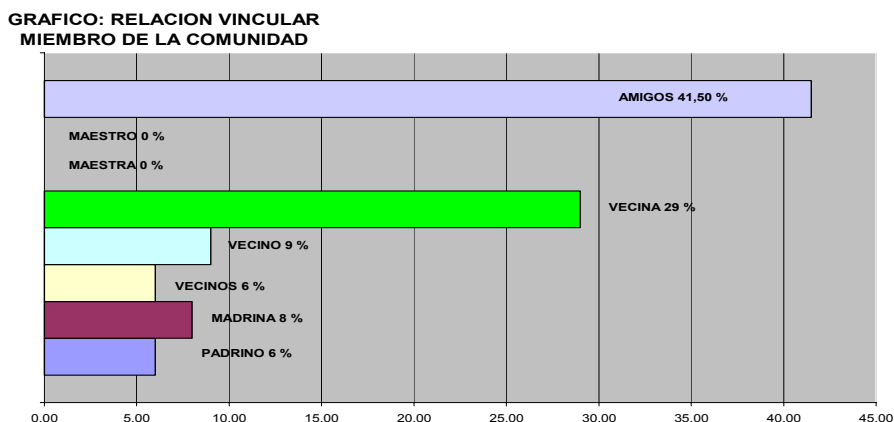 GRAFICO: RELACION VINCULAR
MIEMBRO DE LA COMUNIDAD
AMIGOS 41,50 %
MAESTRO 0 %
MAESTRA 0 %
VECINA 29 %
VECINO 9 %
VECINOS 6 %
MADRINA 8 %
PADRINO 6 %
0.00 5.00 10.00 15.00 20.00 25.00 30.00 35.00 40.00 45.00